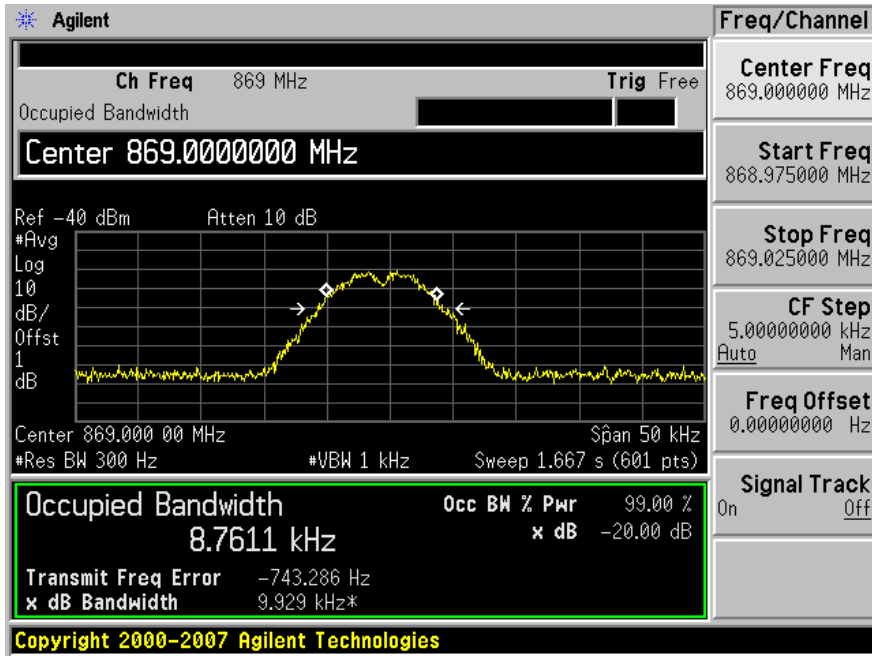 Agilent
Freq/Channel
Ch Freq 869 MHz Trig Free
Occupied Bandwidth
Center 869.0000000 MHz
Ref -40 dBm Atten 10 dB
#Avg
Log
10
dB/
Offst
1
dB
Center 869.000 00 MHz Span 50 kHz
#Res BW 300 Hz #VBW 1 kHz Sweep 1.667 s (601 pts)
Occupied Bandwidth Occ BW % Pwr 99.00 %
8.7611 kHz x dB -20.00 dB
Transmit Freq Error -743.286 Hz
x dB Bandwidth 9.929 kHz*
Center Freq
869.000000 MHz
Start Freq
868.975000 MHz
Stop Freq
869.025000 MHz
CF Step
5.00000000 kHz
Auto Man
Freq Offset
0.00000000 Hz
Signal Track
On Off
Copyright 2000-2007 Agilent Technologies